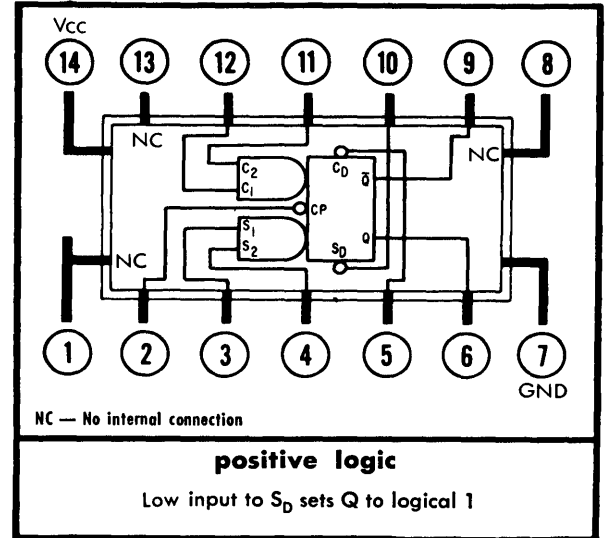 Vcc
14 13 12 11 10 9 8
NC
NC
C2
C1
CD
Q̅
CP
S1
S2
SD
Q
NC
1 2 3 4 5 6 7
GND
NC — No internal connection
positive logic
Low input to SD sets Q to logical 1